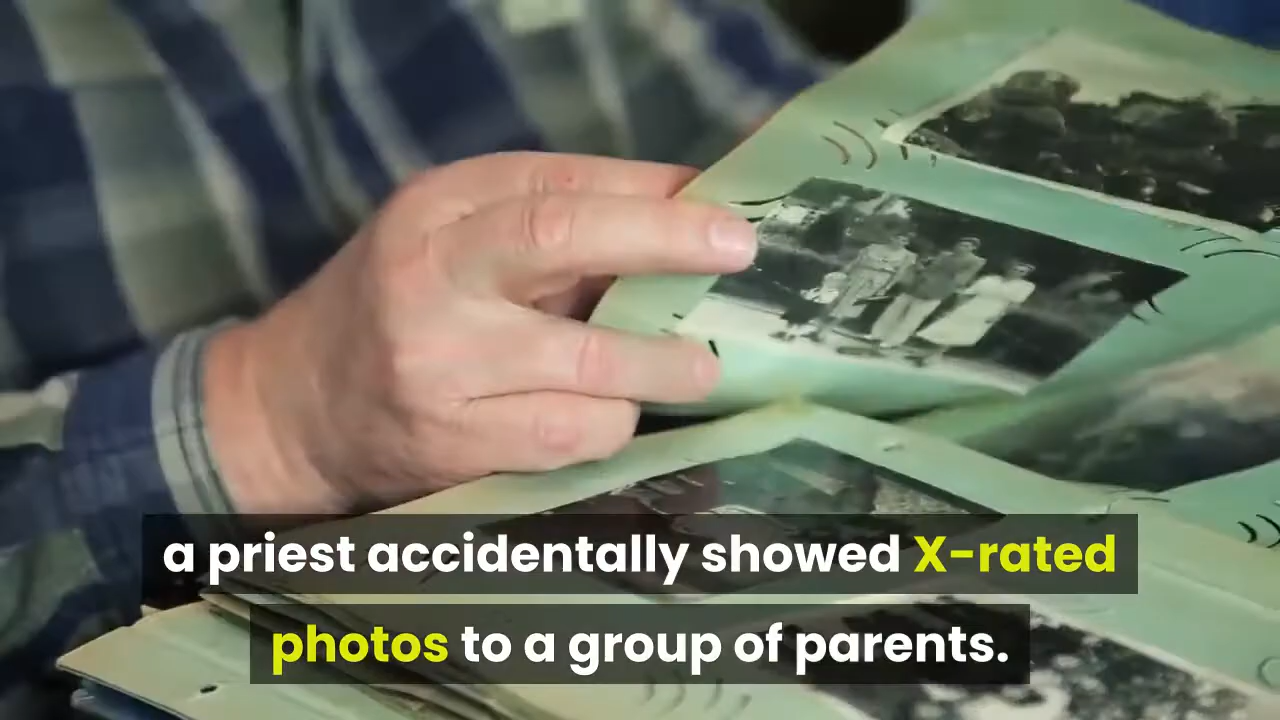 a priest accidentally showed X-rated
photos to a group of parents.